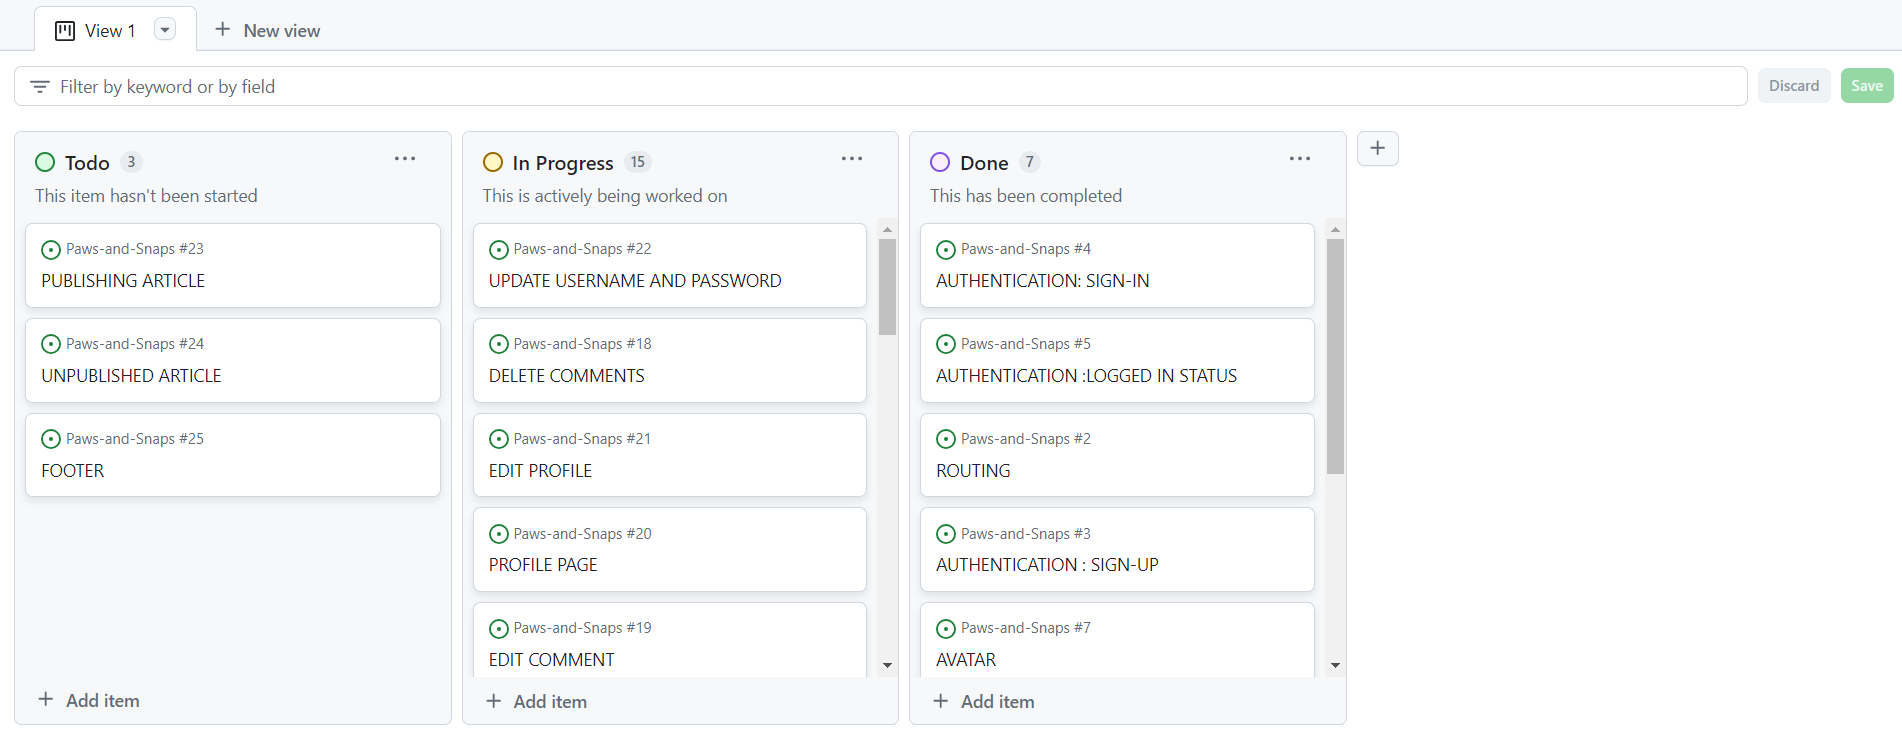 View 1
New view
Filter by keyword or by field
Discard
Save
Todo 3
This item hasn't been started
Paws-and-Snaps #23
PUBLISHING ARTICLE
Paws-and-Snaps #24
UNPUBLISHED ARTICLE
Paws-and-Snaps #25
FOOTER
Add item
In Progress 15
This is actively being worked on
Paws-and-Snaps #22
UPDATE USERNAME AND PASSWORD
Paws-and-Snaps #18
DELETE COMMENTS
Paws-and-Snaps #21
EDIT PROFILE
Paws-and-Snaps #20
PROFILE PAGE
Paws-and-Snaps #19
EDIT COMMENT
Add item
Done 7
This has been completed
Paws-and-Snaps #4
AUTHENTICATION: SIGN-IN
Paws-and-Snaps #5
AUTHENTICATION :LOGGED IN STATUS
Paws-and-Snaps #2
ROUTING
Paws-and-Snaps #3
AUTHENTICATION : SIGN-UP
Paws-and-Snaps #7
AVATAR
Add item